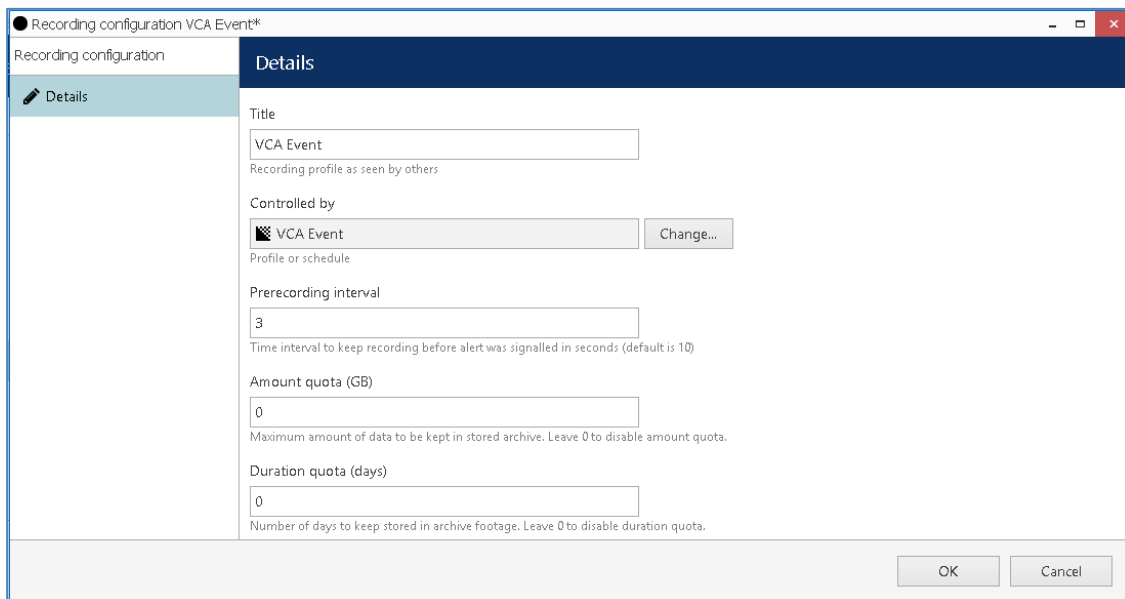 Recording configuration VCA Event*
Recording configuration
Details
Details
Title
VCA Event
Recording profile as seen by others
Controlled by
VCA Event
Change...
Profile or schedule
Prerecording interval
3
Time interval to keep recording before alert was signalled in seconds (default is 10)
Amount quota (GB)
0
Maximum amount of data to be kept in stored archive. Leave 0 to disable amount quota.
Duration quota (days)
0
Number of days to keep stored in archive footage. Leave 0 to disable duration quota.
OK
Cancel